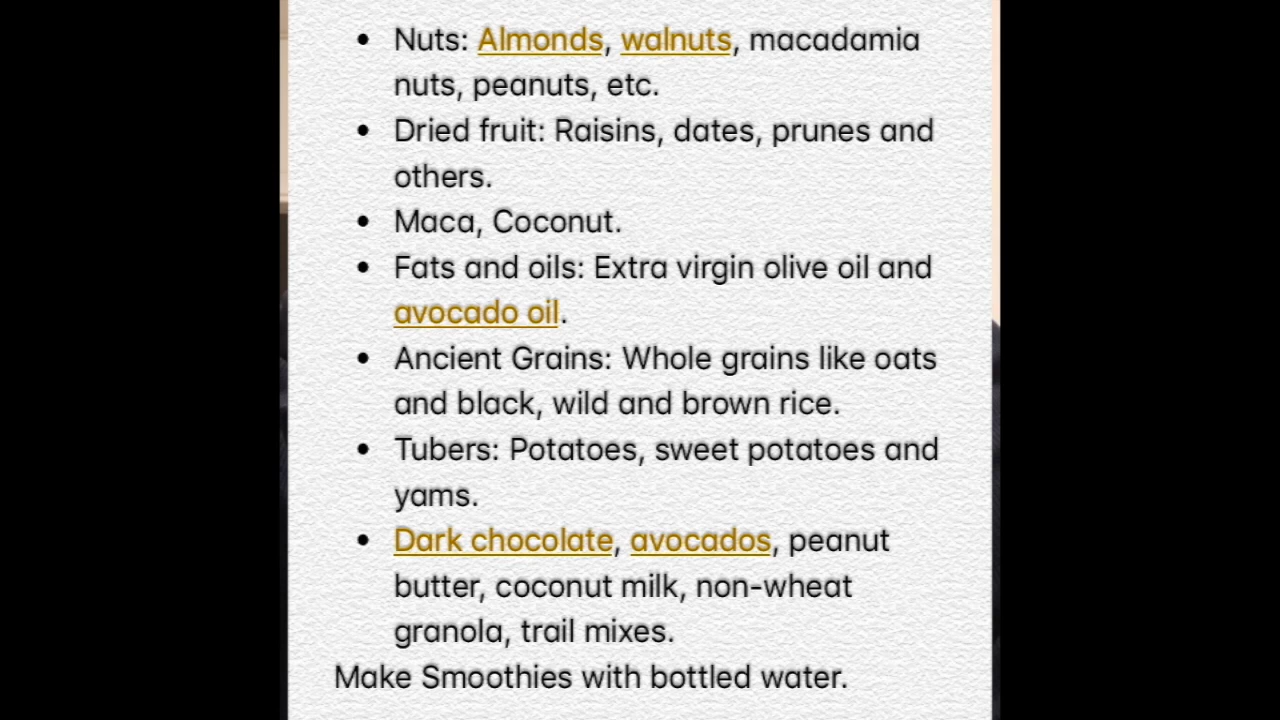 • Nuts: Almonds, walnuts, macadamia
nuts, peanuts, etc.
• Dried fruit: Raisins, dates, prunes and
others.
• Maca, Coconut.
• Fats and oils: Extra virgin olive oil and
avocado oil.
• Ancient Grains: Whole grains like oats
and black, wild and brown rice.
• Tubers: Potatoes, sweet potatoes and
yams.
• Dark chocolate, avocados, peanut
butter, coconut milk, non-wheat
granola, trail mixes.
Make Smoothies with bottled water.